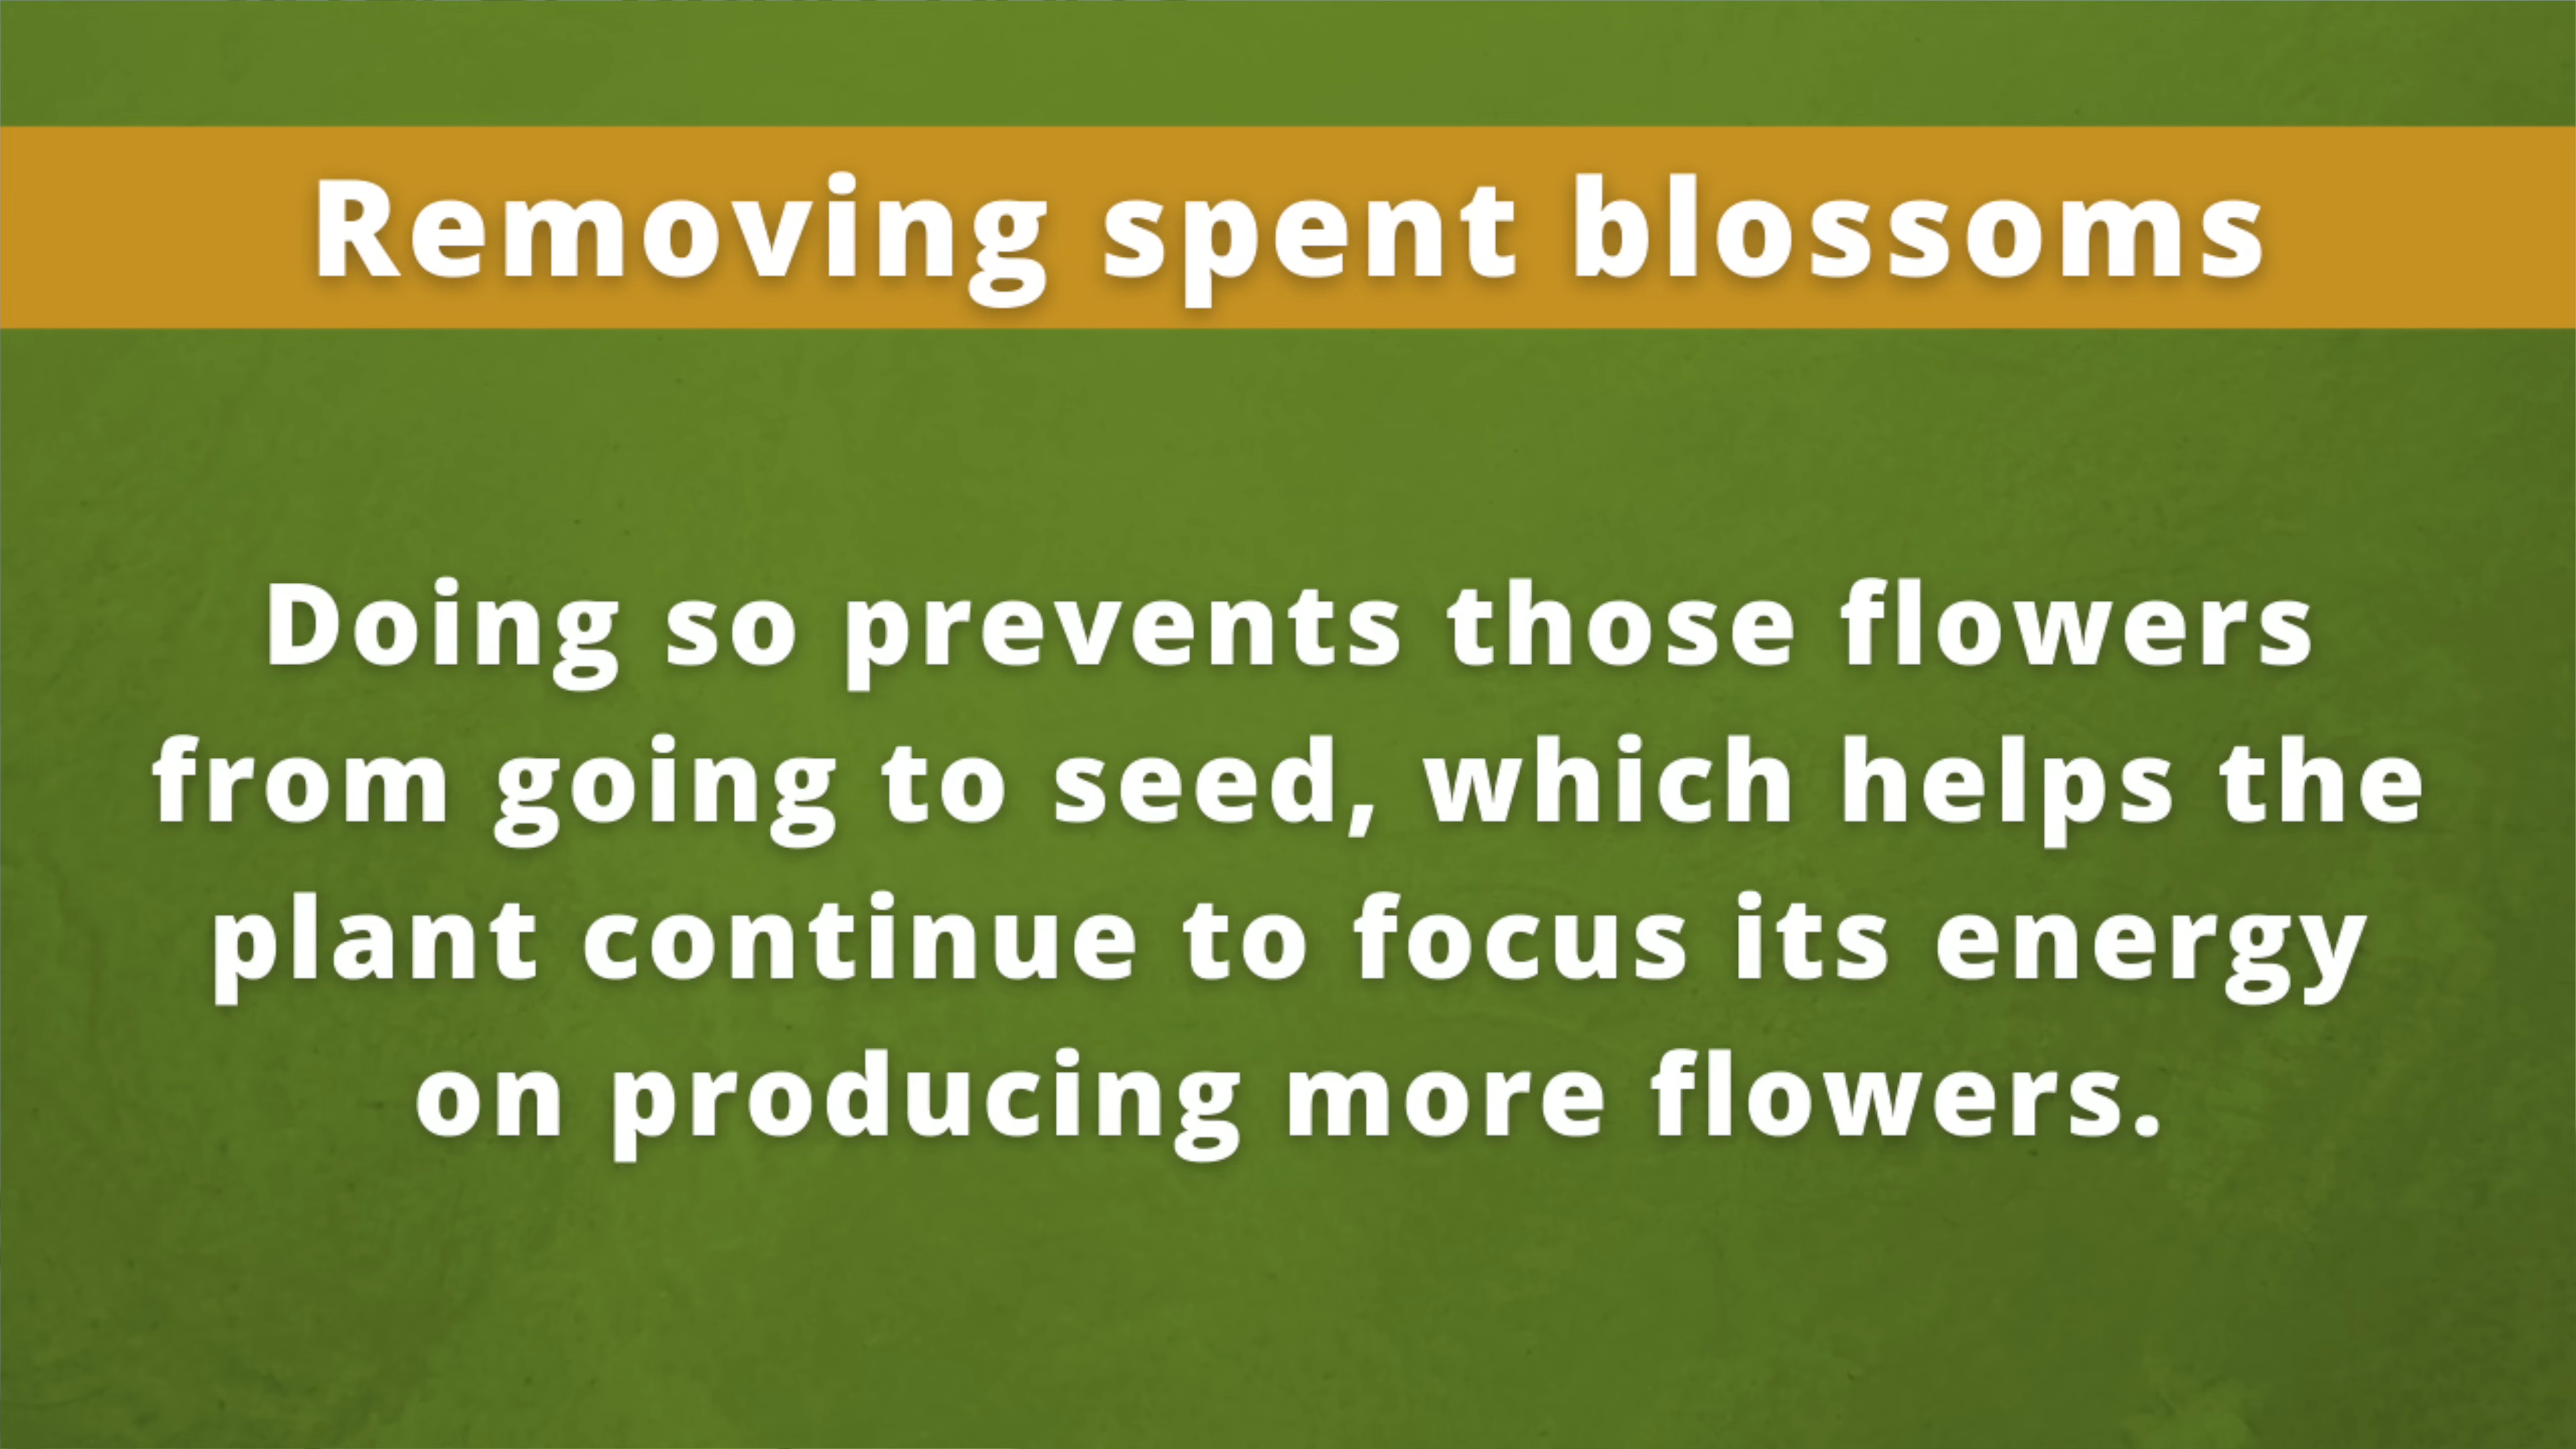 Removing spent blossoms
Doing so prevents those flowers
from going to seed, which helps the
plant continue to focus its energy
on producing more flowers.